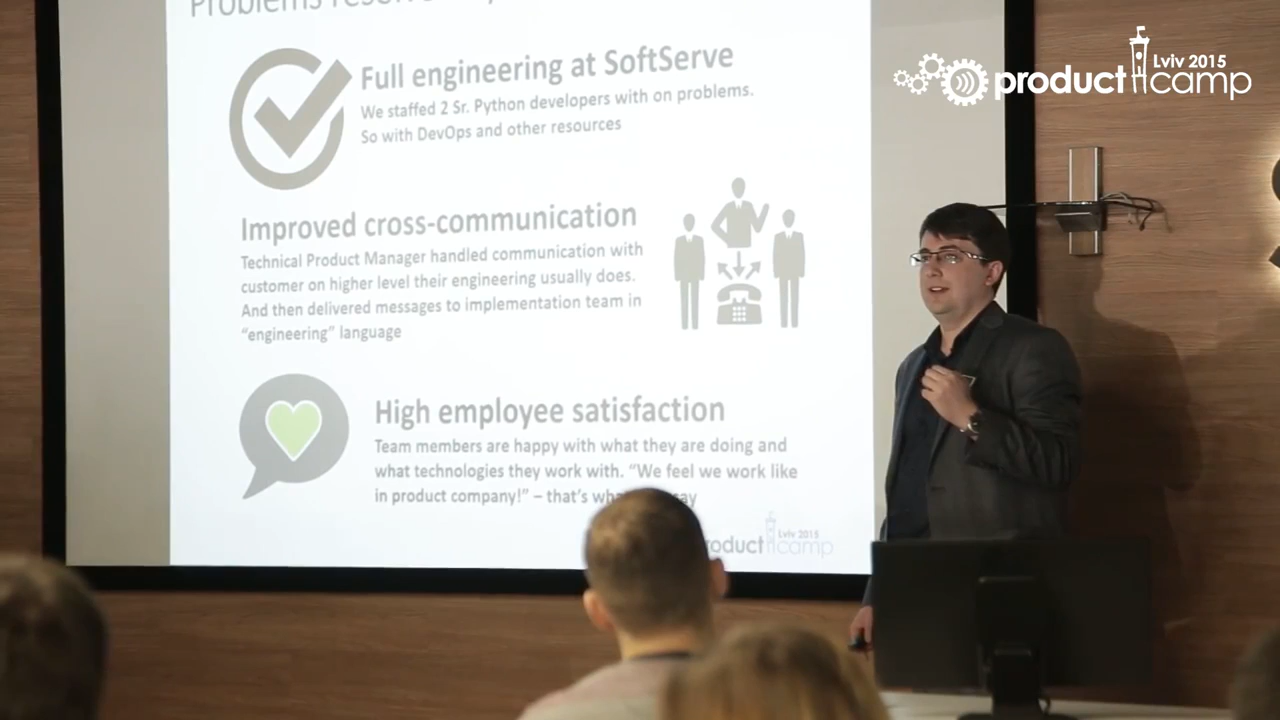 Problems
Full engineering at SoftServe
We staffed 2 Sr. Python developers with on problems.
So with DevOps and other resources
Improved cross-communication
Technical Product Manager handled communication with
customer on higher level their engineering usually does.
And then delivered messages to implementation team in
“engineering” language
High employee satisfaction
Team members are happy with what they are doing and
what technologies they work with. “We feel we work like
in product company!” – that’s
Lviv 2015
camp
Lviv 2015
product camp